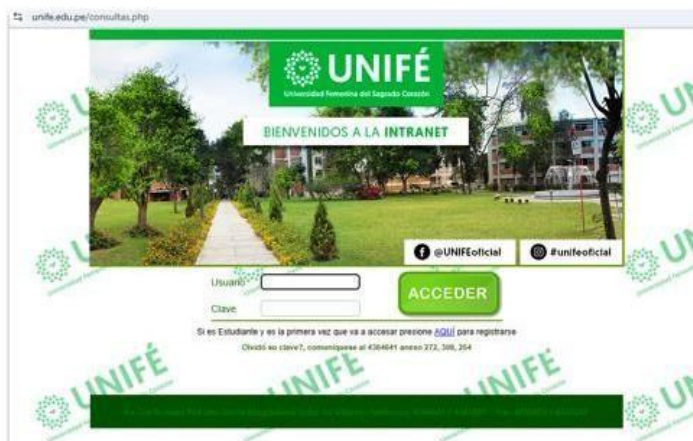 unife.edu.pe/consultas.php
UNIFÉ
Universidad Femenina del Sagrado Corazón
BIENVENIDOS A LA INTRANET
@UNIFEoficial
#unifeoficial
Usuario
ACCEDER
Clave
Si es Estudiante y es la primera vez que va a accesar presione AQUÍ para registrarse
Olvidó su clave?, comuníquese al 4364641 anexo 272, 308, 264
UNIFÉ
UNIFÉ
UNIFÉ